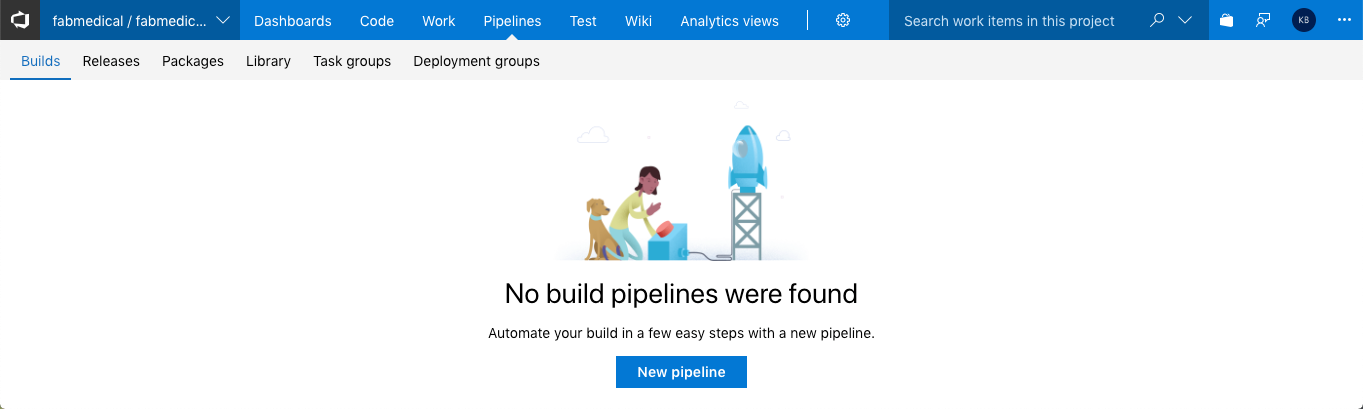 fabmedical / fabmedic... Dashboards Code Work Pipelines Test Wiki Analytics views Search work items in this project KB
Builds Releases Packages Library Task groups Deployment groups
No build pipelines were found
Automate your build in a few easy steps with a new pipeline.
New pipeline